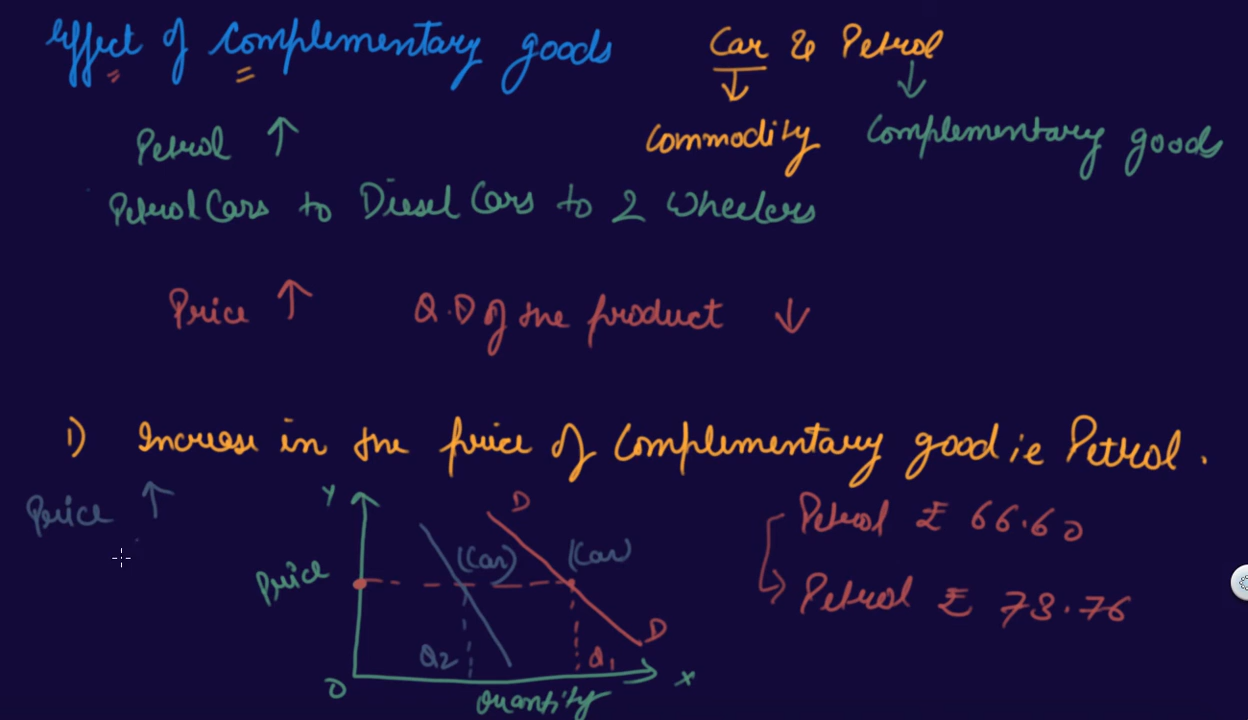 Effect of Complementary goods
Car & Petrol
Commodity
Complementary goods
Petrol ↑
Petrol Cars to Diesel Cars to 2 Wheelers
Price ↑ Q.D of the product ↓
1) Increase in the price of Complementary good ie Petrol.
Price ↑
Y
D
(Car)
(Car)
Price
D
Q2
Q1
O
X
Quantity
Petrol ₹ 66.60
Petrol ₹ 73.76